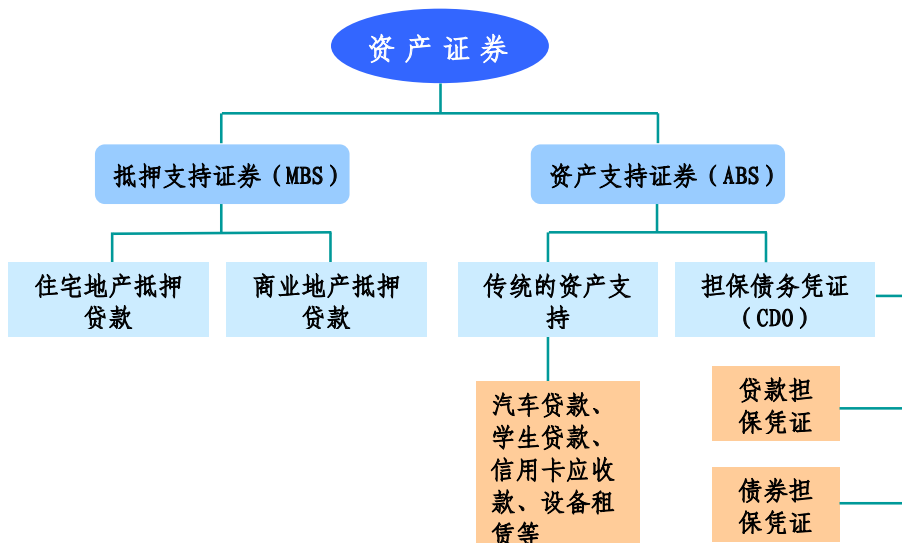 资产证券
抵押支持证券（MBS）
资产支持证券（ABS）
住宅地产抵押
贷款
商业地产抵押
贷款
传统的资产支
持
担保债务凭证
（CDO）
汽车贷款、
学生贷款、
信用卡应收
款、设备租
赁等
贷款担
保凭证
债券担
保凭证